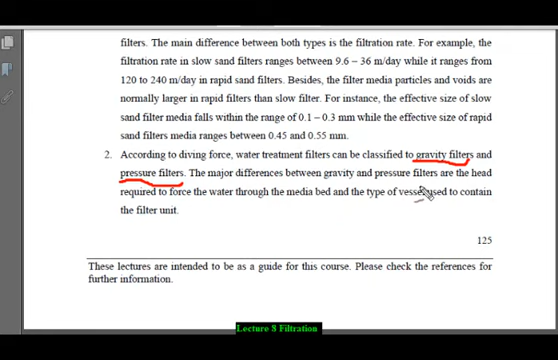 filters. The main difference between both types is the filtration rate. For example, the
filtration rate in slow sand filters ranges between 9.6 – 36 m/day while it ranges from
120 to 240 m/day in rapid sand filters. Besides, the filter media particles and voids are
normally larger in rapid filters than slow filter. For instance, the effective size of slow
sand filter media falls within the range of 0.1 – 0.3 mm while the effective size of rapid
sand filters media ranges between 0.45 and 0.55 mm.
2. According to diving force, water treatment filters can be classified to gravity filters and
pressure filters. The major differences between gravity and pressure filters are the head
required to force the water through the media bed and the type of vessel used to contain
the filter unit.
125
These lectures are intended to be as a guide for this course. Please check the references for
further information.
Lecture 8 Filtration